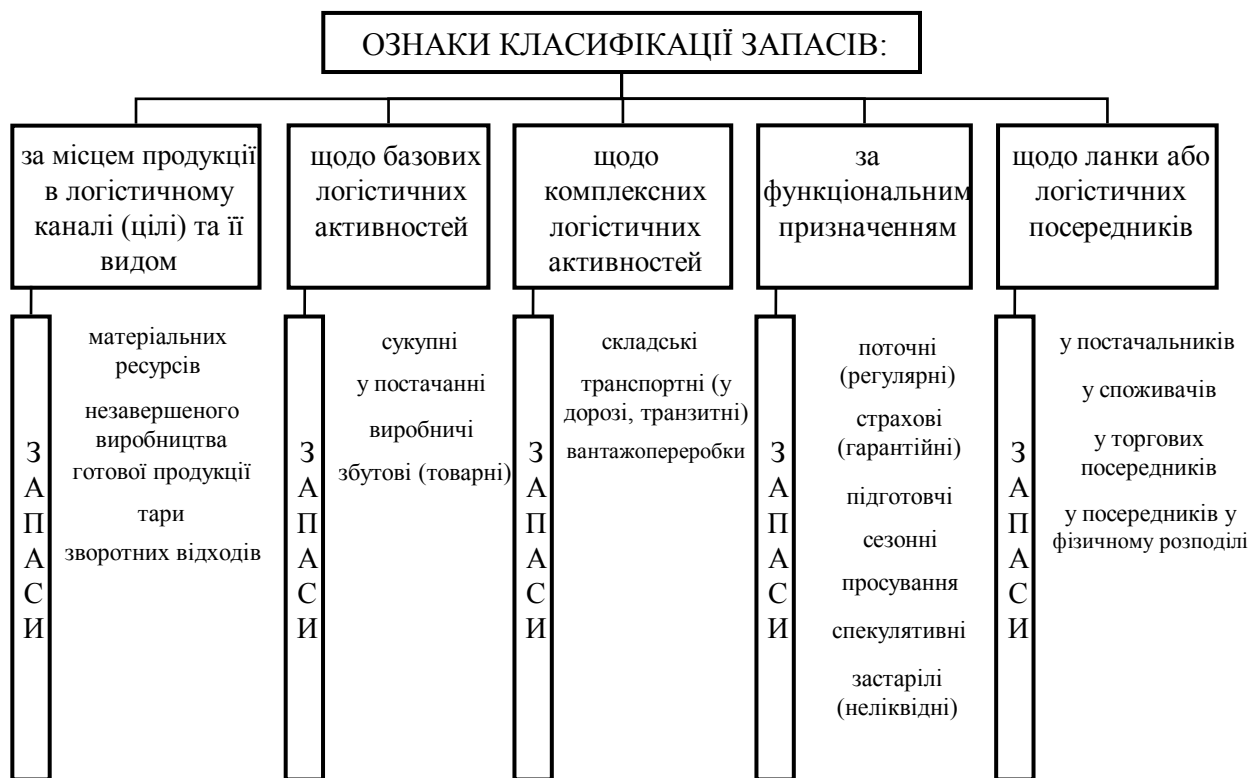 ОЗНАКИ КЛАСИФІКАЦІЇ ЗАПАСІВ:
за місцем продукції
в логістичному
каналі (цілі) та її
видом
щодо базових
логістичних
активностей
щодо
комплексних
логістичних
активностей
за
функціональним
призначенням
щодо ланки або
логістичних
посередників
З
А
П
А
С
И
матеріальних
ресурсів
незавершеного
виробництва
готової продукції
тари
зворотних відходів
З
А
П
А
С
И
сукупні
у постачанні
виробничі
збутові (товарні)
З
А
П
А
С
И
складські
транспортні (у
дорозі, транзитні)
вантажопереробки
З
А
П
А
С
И
поточні
(регулярні)
страхові
(гарантійні)
підготовчі
сезонні
просування
спекулятивні
застарілі
(неліквідні)
З
А
П
А
С
И
у постачальників
у споживачів
у торгових
посередників
у посередників у
фізичному розподілі